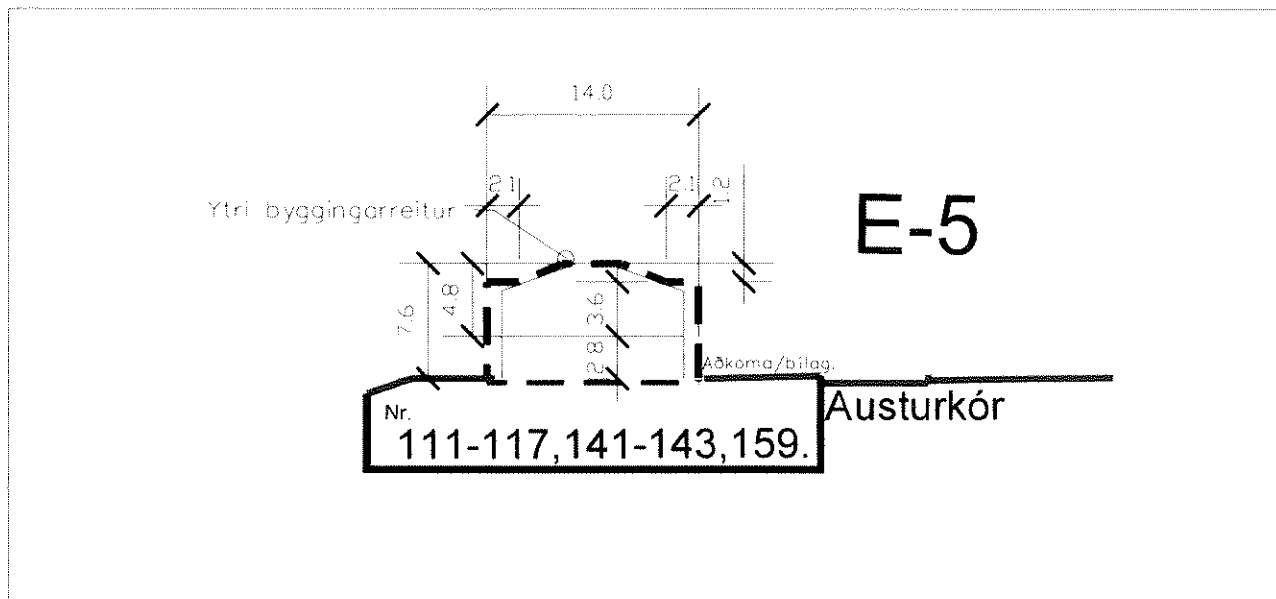 14.0
2.1
2.1
1.2
Ytri byggingarreitur
E-5
7.6
4.8
3.6
2.8
Aðkoma/bílag.
Austurkór
Nr.
111-117,141-143,159.